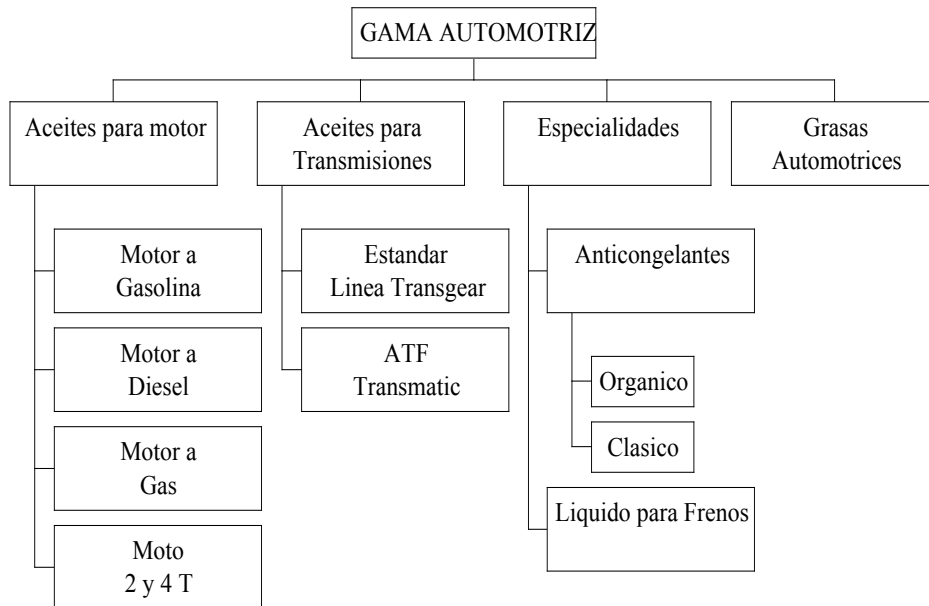 GAMA AUTOMOTRIZ
Aceites para motor
Motor a
Gasolina
Motor a
Diesel
Motor a
Gas
Moto
2 y 4 T
Aceites para
Transmisiones
Estandar
Linea Transgear
ATF
Transmatic
Especialidades
Anticongelantes
Organico
Clasico
Liquido para Frenos
Grasas
Automotrices